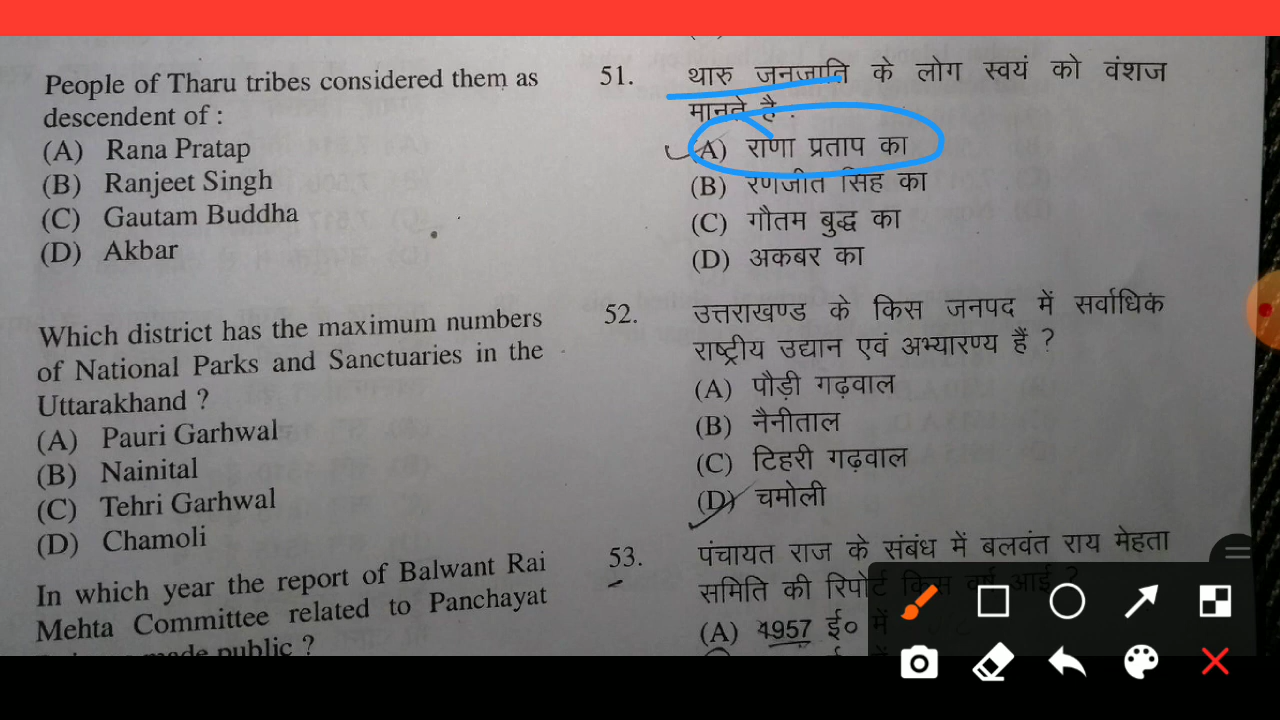 People of Tharu tribes considered them as
descendent of :
(A) Rana Pratap
(B) Ranjeet Singh
(C) Gautam Buddha
(D) Akbar
Which district has the maximum numbers
of National Parks and Sanctuaries in the
Uttarakhand ?
(A) Pauri Garhwal
(B) Nainital
(C) Tehri Garhwal
(D) Chamoli
In which year the report of Balwant Rai
Mehta Committee related to Panchayat
made public ?
51. थारु जनजाति के लोग स्वयं को वंशज
मानते है :
(A) राणा प्रताप का
(B) रणजीत सिंह का
(C) गौतम बुद्ध का
(D) अकबर का
52. उत्तराखण्ड के किस जनपद में सर्वाधिक
राष्ट्रीय उद्यान एवं अभ्यारण्य हैं ?
(A) पौड़ी गढ़वाल
(B) नैनीताल
(C) टिहरी गढ़वाल
(D) चमोली
53. पंचायत राज के संबंध में बलवंत राय मेहता
समिति की रिपोर्ट किस वर्ष आई ?
(A) 1957 ई० में